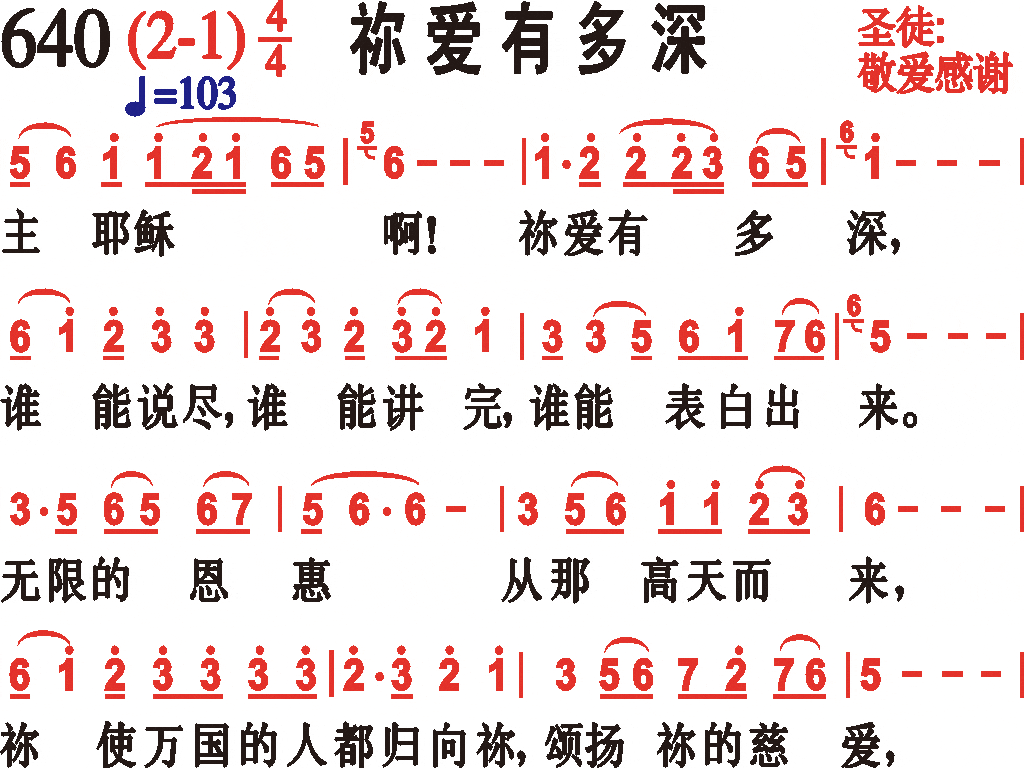 640 (2-1) 4/4 祢爱有多深 圣徒:
♩=103 敬爱感谢
5 6 1 1 2 1 6 5 | 5 6 - - - | 1 · 2 2 2 3 6 5 | 6 1 - - - |
主 耶稣 啊! 祢爱有 多 深,
6 1 2 3 3 | 2 3 2 3 2 1 | 3 3 5 6 1 7 6 | 6 5 - - - |
谁 能说尽,谁 能讲 完,谁能 表白出 来。
3 · 5 6 5 6 7 | 5 6 · 6 - | 3 5 6 1 1 2 3 | 6 - - - |
无限的 恩 惠 从那 高天而 来,
6 1 2 3 3 3 3 | 2 · 3 2 1 | 3 5 6 7 2 7 6 | 5 - - - |
祢 使万国的人都归向祢,颂扬 祢的慈 爱,